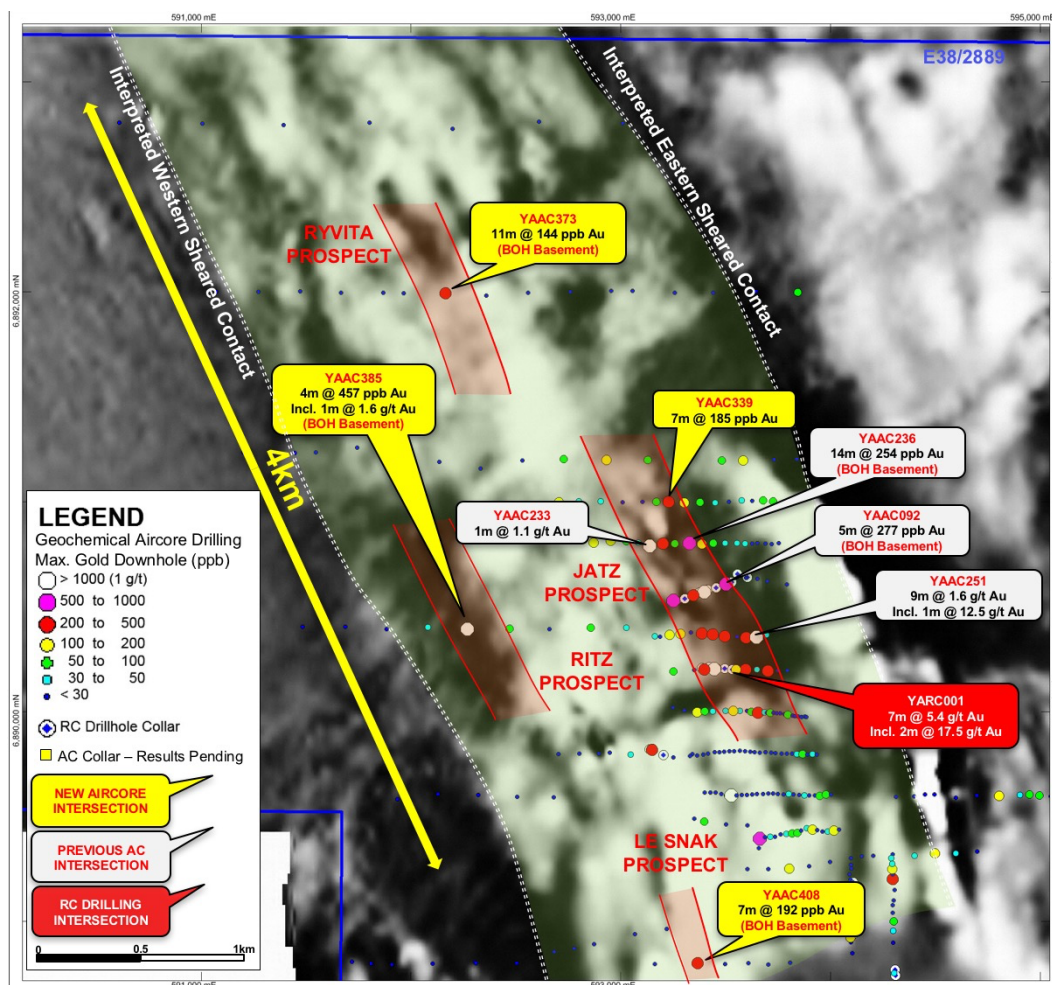 591,000 mE
593,000 mE
595,000 mE
E38/2889
Interpreted Western Sheared Contact
Interpreted Eastern Sheared Contact
RYVITA
PROSPECT
YAAC373
11m @ 144 ppb Au
(BOH Basement)
6,892,000 mN
YAAC385
4m @ 457 ppb Au
Incl. 1m @ 1.6 g/t Au
(BOH Basement)
YAAC339
7m @ 185 ppb Au
YAAC236
14m @ 254 ppb Au
(BOH Basement)
4km
YAAC233
1m @ 1.1 g/t Au
YAAC092
5m @ 277 ppb Au
(BOH Basement)
JATZ
PROSPECT
YAAC251
9m @ 1.6 g/t Au
Incl. 1m @ 12.5 g/t Au
RITZ
PROSPECT
YARC001
7m @ 5.4 g/t Au
Incl. 2m @ 17.5 g/t Au
6,890,000 mN
LE SNAK
PROSPECT
YAAC408
7m @ 192 ppb Au
(BOH Basement)
LEGEND
Geochemical Aircore Drilling
Max. Gold Downhole (ppb)
> 1000 (1 g/t)
500 to 1000
200 to 500
100 to 200
50 to 100
30 to 50
< 30
RC Drillhole Collar
AC Collar – Results Pending
NEW AIRCORE
INTERSECTION
PREVIOUS AC
INTERSECTION
RC DRILLING
INTERSECTION
0 0.5 1km
591,000 mE
593,000 mE